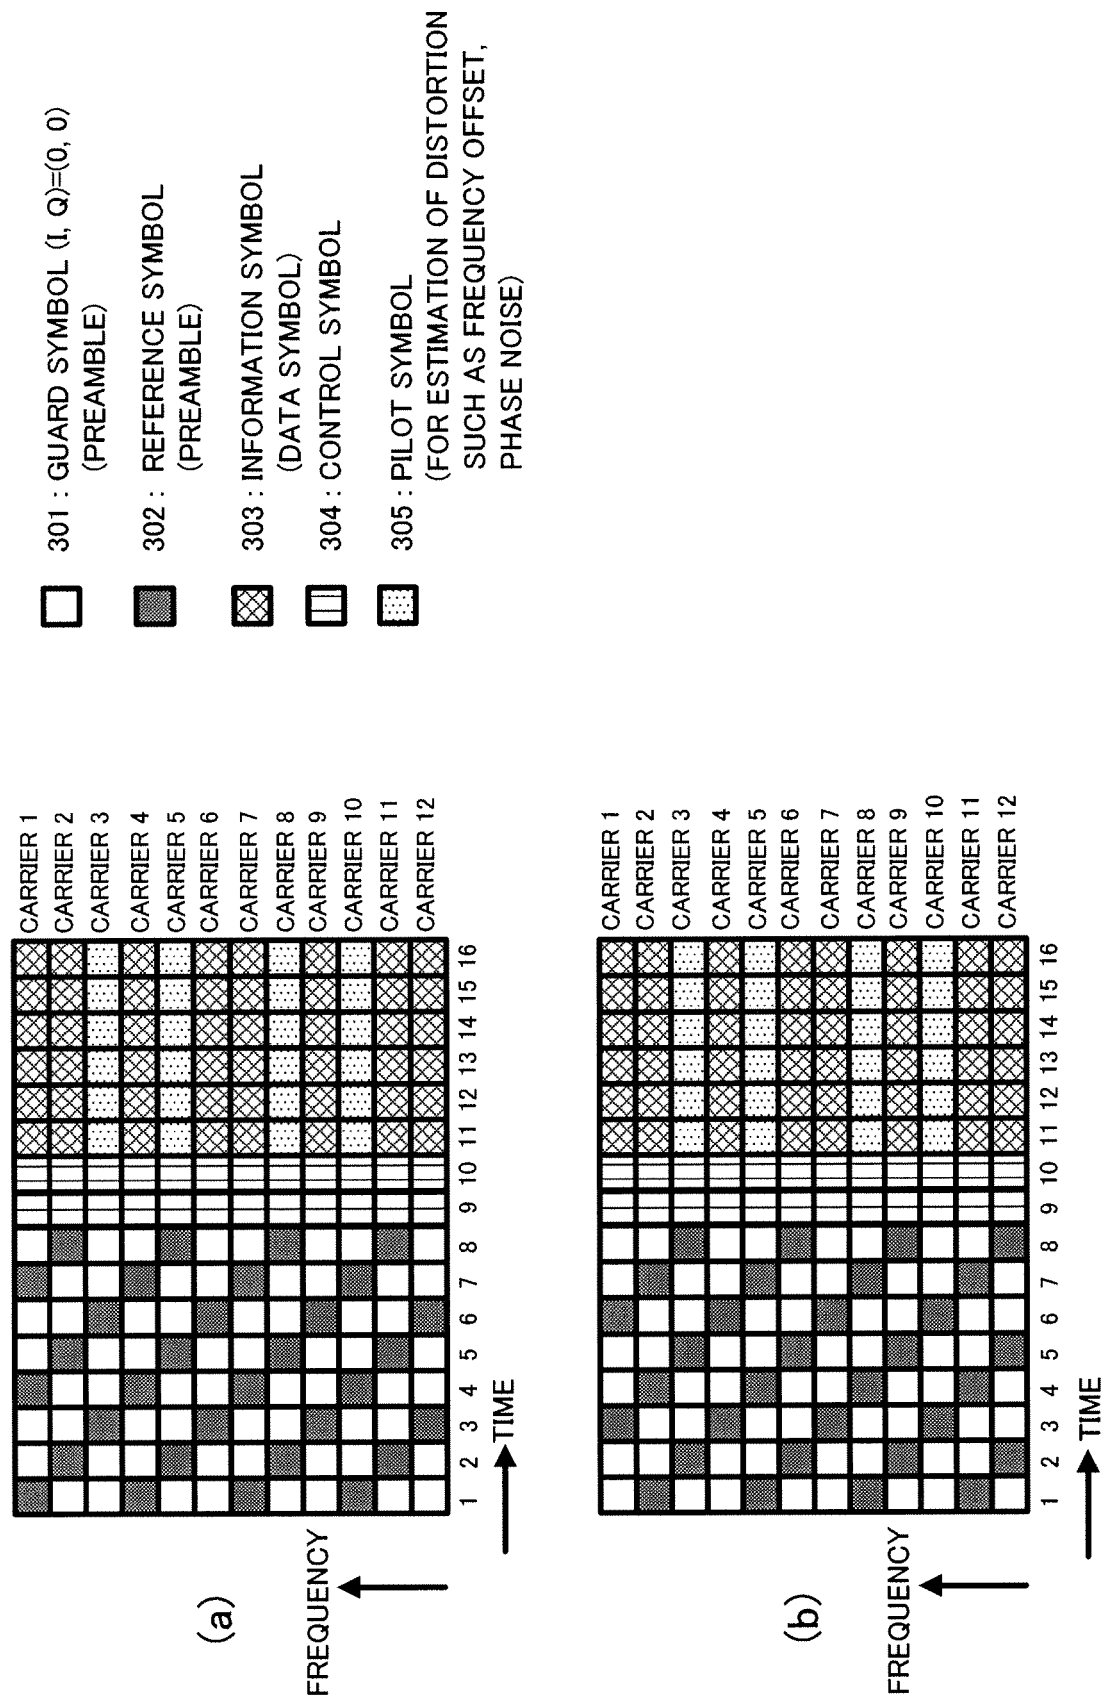 301 : GUARD SYMBOL (I, Q)=(0, 0)
(PREAMBLE)
302 : REFERENCE SYMBOL
(PREAMBLE)
303 : INFORMATION SYMBOL
(DATA SYMBOL)
304 : CONTROL SYMBOL
305 : PILOT SYMBOL
(FOR ESTIMATION OF DISTORTION
SUCH AS FREQUENCY OFFSET,
PHASE NOISE)
(a)
FREQUENCY
CARRIER 1
CARRIER 2
CARRIER 3
CARRIER 4
CARRIER 5
CARRIER 6
CARRIER 7
CARRIER 8
CARRIER 9
CARRIER 10
CARRIER 11
CARRIER 12
1 2 3 4 5 6 7 8 9 10 11 12 13 14 15 16
TIME
(b)
FREQUENCY
CARRIER 1
CARRIER 2
CARRIER 3
CARRIER 4
CARRIER 5
CARRIER 6
CARRIER 7
CARRIER 8
CARRIER 9
CARRIER 10
CARRIER 11
CARRIER 12
1 2 3 4 5 6 7 8 9 10 11 12 13 14 15 16
TIME